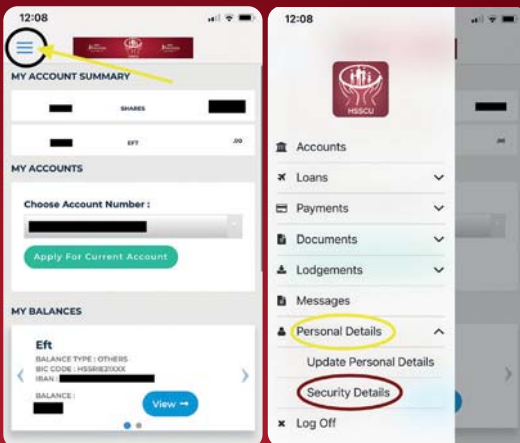 12:08
MY ACCOUNT SUMMARY
SHARES
EFT .00
MY ACCOUNTS
Choose Account Number :
Apply For Current Account
MY BALANCES
Eft
BALANCE TYPE : OTHERS
BIC CODE : HSSRIE21XXX
IBAN :
BALANCE :
View →
12:08
HSSCU
Accounts
Loans
Payments
Documents
Lodgements
Messages
Personal Details
Update Personal Details
Security Details
Log Off